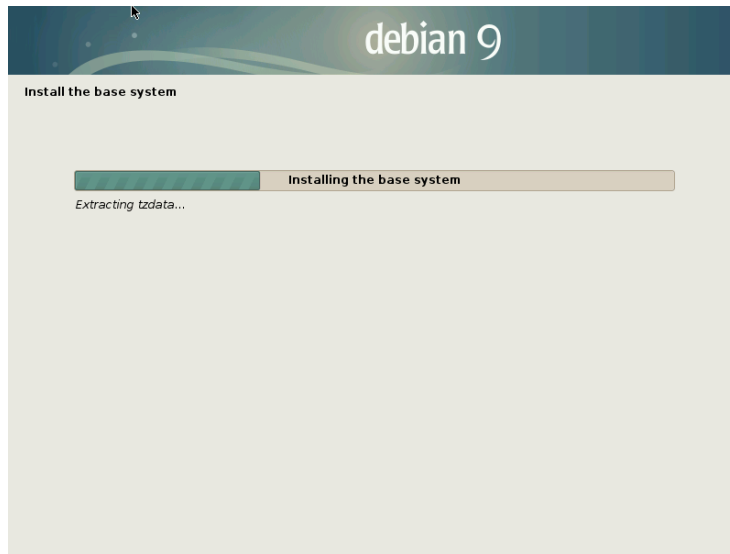 debian 9
Install the base system
Installing the base system
Extracting tzdata...